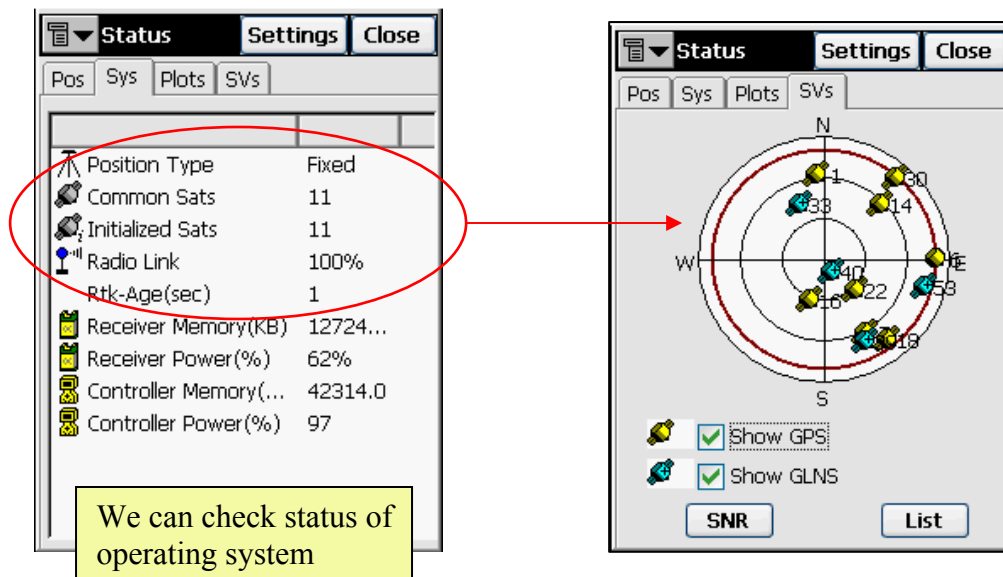 Status Settings Close
Pos Sys Plots SVs
Position Type Fixed
Common Sats 11
Initialized Sats 11
Radio Link 100%
Rtk-Age(sec) 1
Receiver Memory(KB) 12724...
Receiver Power(%) 62%
Controller Memory(... 42314.0
Controller Power(%) 97
We can check status of
operating system
Status Settings Close
Pos Sys Plots SVs
N
1 30
33 14
W 6 E
40
53
22
16
18
S
Show GPS
Show GLNS
SNR List